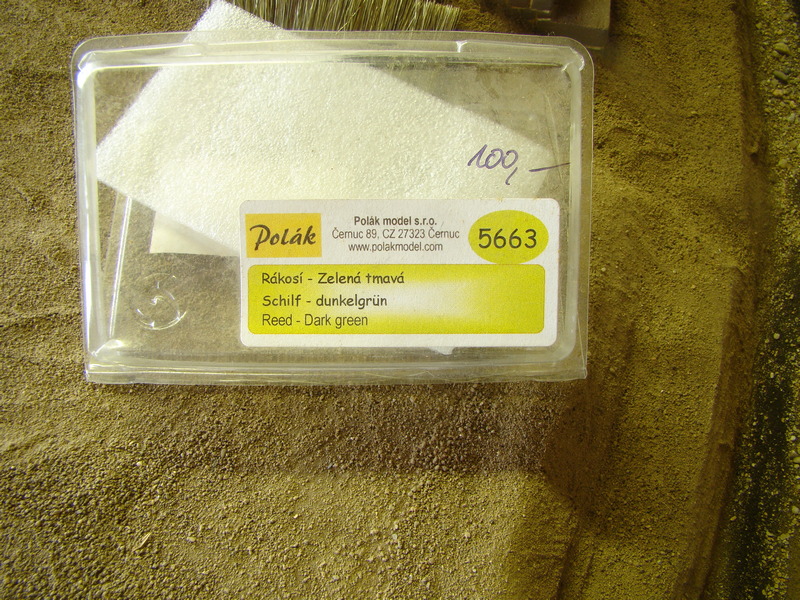 100,-
Polák
Polák model s.r.o.
Černuc 89, CZ 27323 Černuc
www.polakmodel.com
5663
Rákosí - Zelená tmavá
Schilf - dunkelgrün
Reed - Dark green